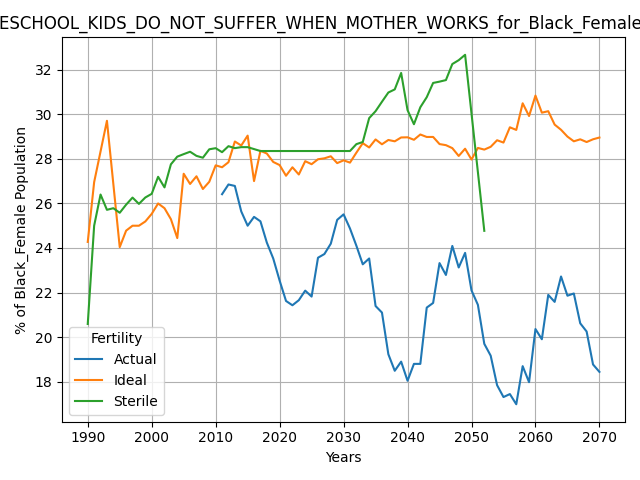 ESCHOOL_KIDS_DO_NOT_SUFFER_WHEN_MOTHER_WORKS_for_Black_Female
% of Black_Female Population
32
30
28
26
24
22
20
18
Fertility
Actual
Ideal
Sterile
1990 2000 2010 2020 2030 2040 2050 2060 2070
Years